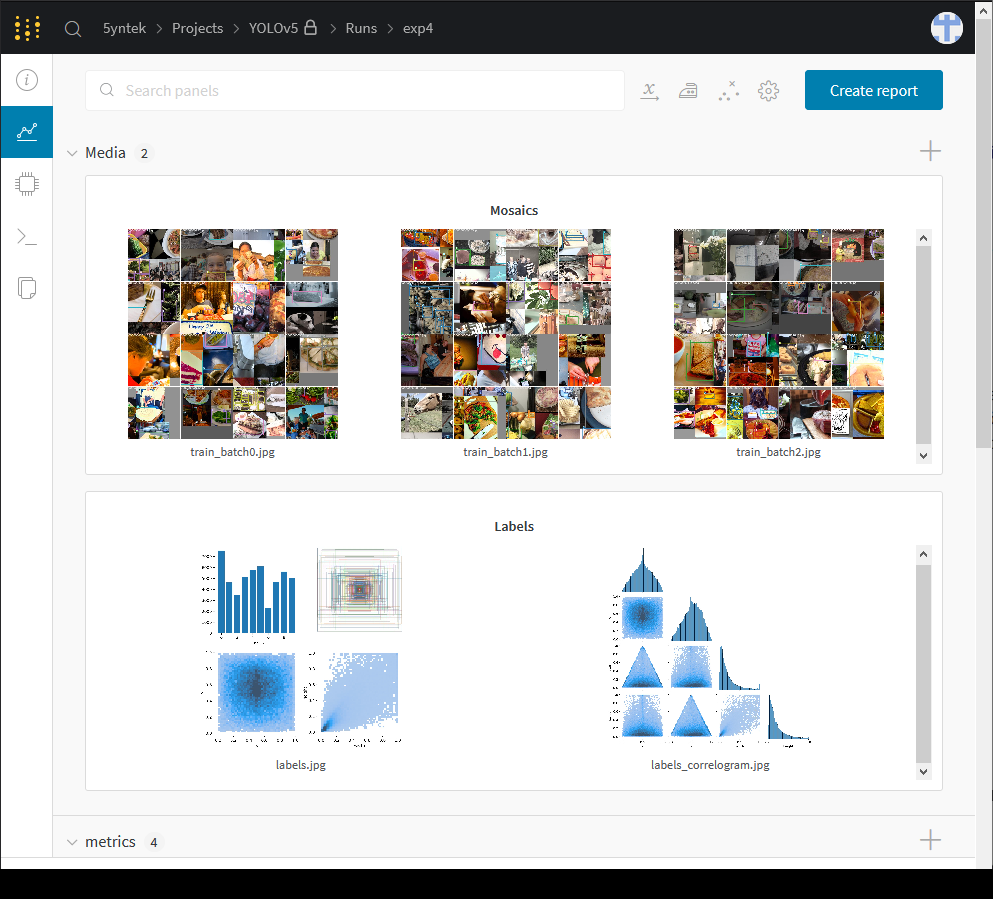 5yntek > Projects > YOLOv5 > Runs > exp4
Search panels
Create report
Media 2
Mosaics
train_batch0.jpg
train_batch1.jpg
train_batch2.jpg
Labels
labels.jpg
labels_correlogram.jpg
metrics 4